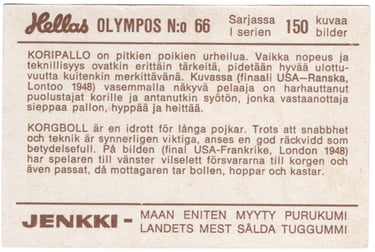 Hellas OLYMPOS N:o 66 Sarjassa 150 kuvaa
I serien bilder
KORIPALLO on pitkien poikien urheilua. Vaikka nopeus ja
teknillisyys ovatkin erittäin tärkeitä, pidetään hyvää ulottu-
vuutta kuitenkin merkittävänä. Kuvassa (finaali USA—Ranska,
Lontoo 1948) vasemmalla näkyvä pelaaja on harhauttanut
puolustajat korille ja antanutkin syötön, jonka vastaanottaja
sieppaa pallon, hyppää ja heittää.
KORGBOLL är en idrott för långa pojkar. Trots att snabbhet
och teknik är synnerligen viktiga, anses en god räckvidd som
betydelsefull. På bilden (final USA-Frankrike, London 1948)
har spelaren till vänster vilselett försvararna till korgen och
även passat, då mottagaren tar bollen, hoppar och kastar.
JENKKI - MAAN ENITEN MYYTY PURUKUMI
LANDETS MEST SÅLDA TUGGUMMI